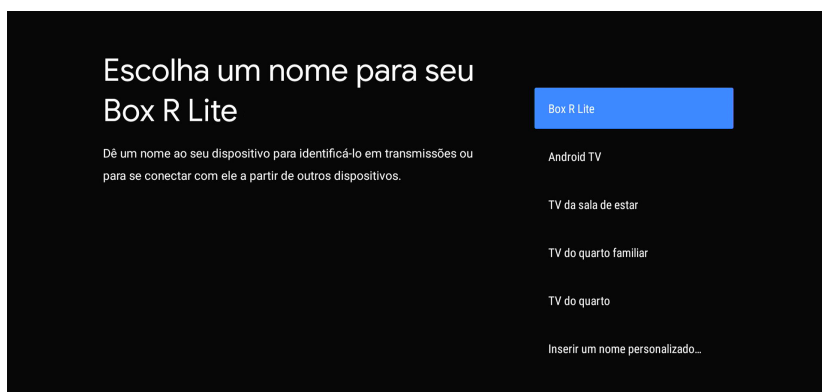 Escolha um nome para seu
Box R Lite
Dê um nome ao seu dispositivo para identificá-lo em transmissões ou
para se conectar com ele a partir de outros dispositivos.
Box R Lite
Android TV
TV da sala de estar
TV do quarto familiar
TV do quarto
Inserir um nome personalizado…